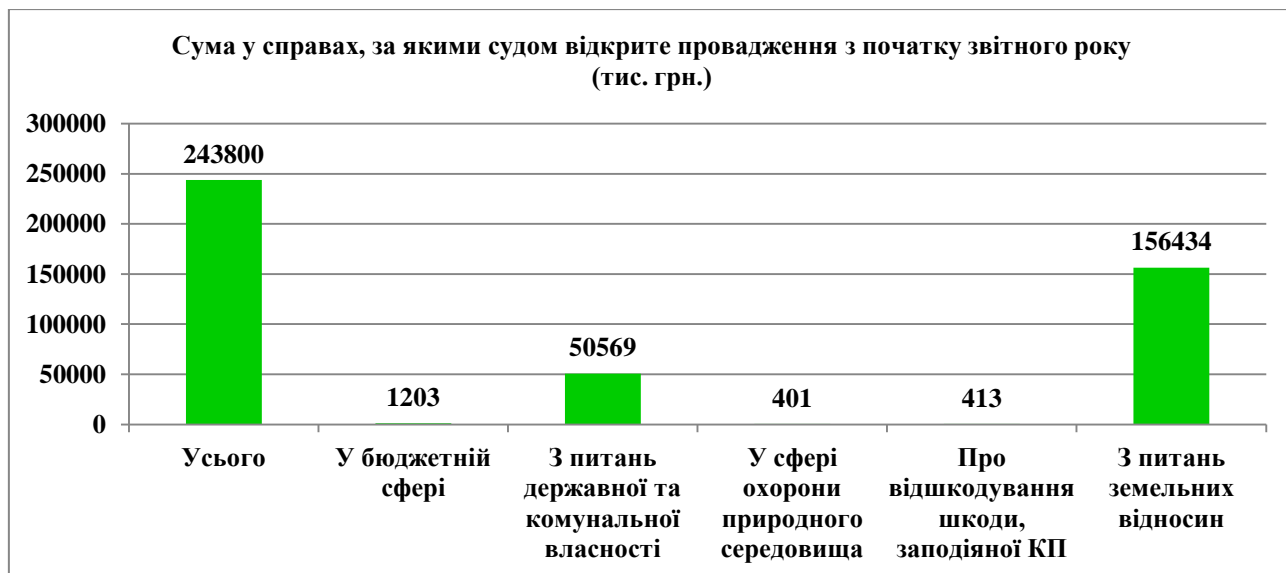 Сума у справах, за якими судом відкрите провадження з початку звітного року
(тис. грн.)
300000
250000
200000
150000
100000
50000
0
243800
1203
50569
401
413
156434
Усього
У бюджетній
сфері
З питань
державної та
комунальної
власності
У сфері
охорони
природного
середовища
Про
відшкодування
шкоди,
заподіяної КП
З питань
земельних
відносин